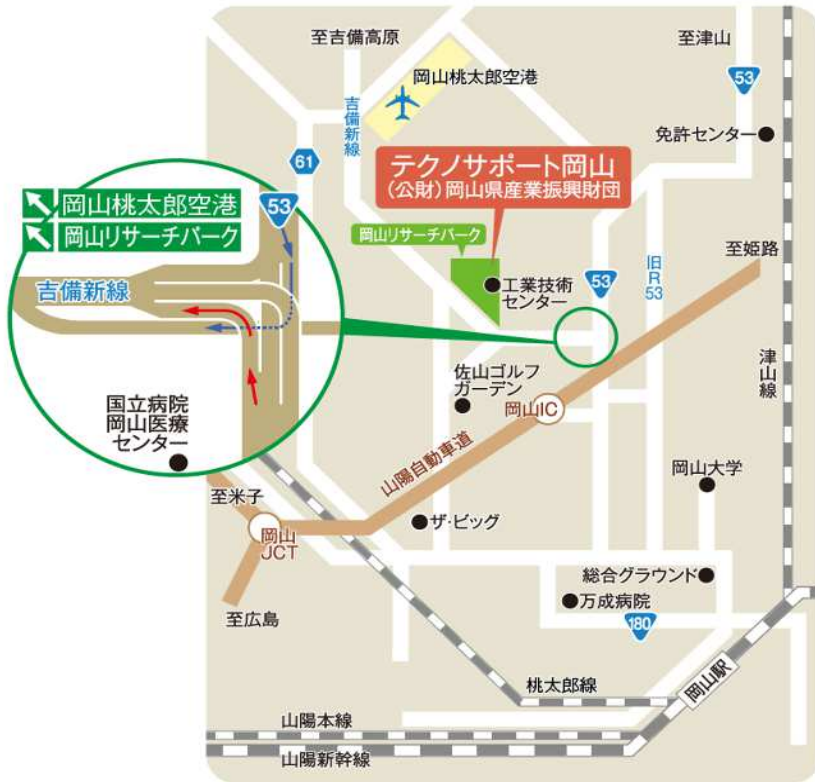 至吉備高原
至津山
岡山桃太郎空港
53
吉備新線
免許センター
61
テクノサポート岡山
(公財)岡山県産業振興財団
岡山桃太郎空港
53
岡山リサーチパーク
岡山リサーチパーク
至姫路
旧R53
工業技術
センター
53
吉備新線
津山線
佐山ゴルフ
ガーデン
国立病院
岡山医療
センター
岡山IC
山陽自動車道
岡山大学
至米子
ザ・ビッグ
岡山
JCT
総合グラウンド
万成病院
至広島
180
岡山駅
桃太郎線
山陽本線
山陽新幹線